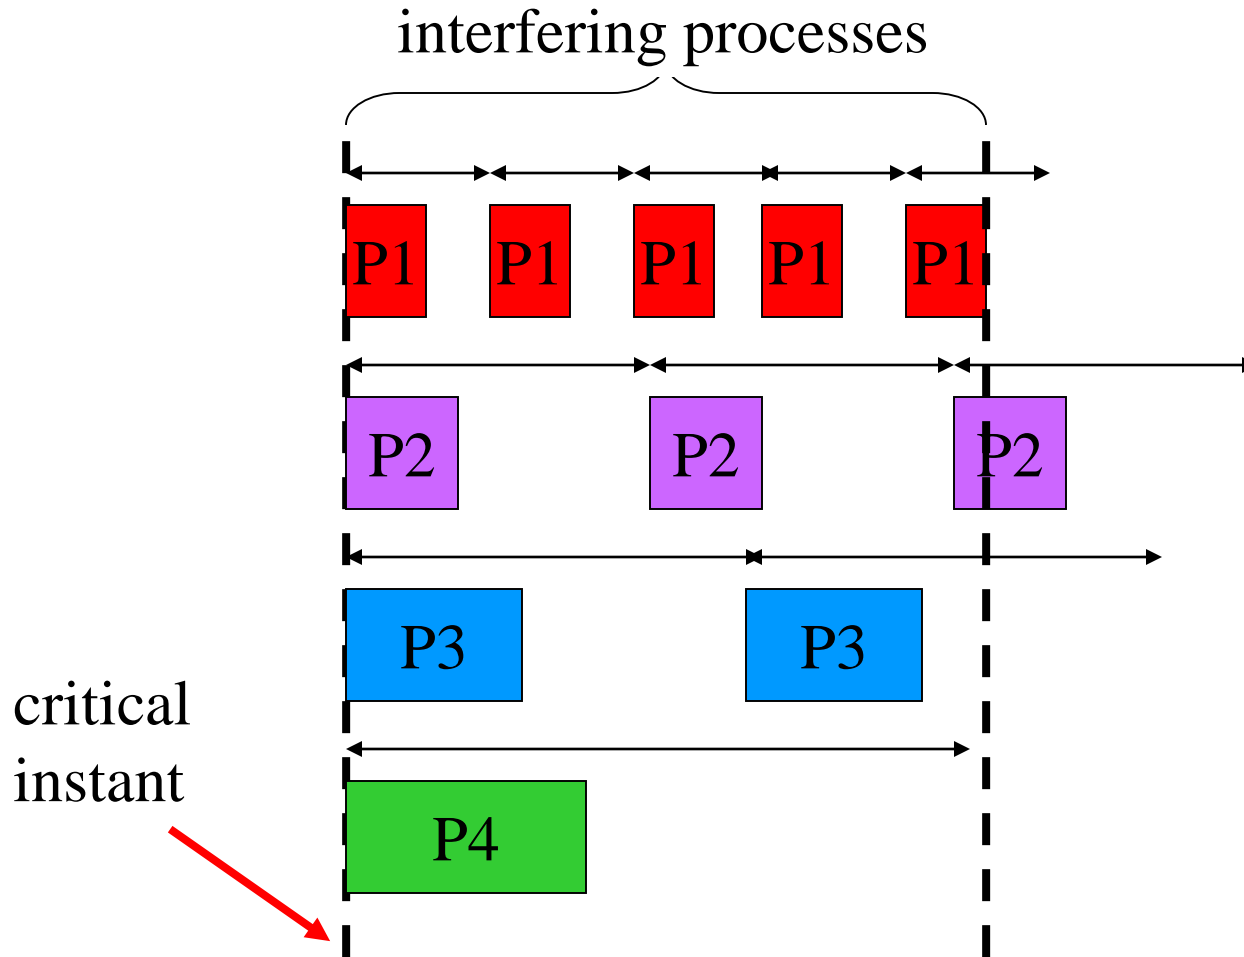 interfering processes
P1 P1 P1 P1 P1
P2 P2 P2
P3 P3
critical
instant
P4